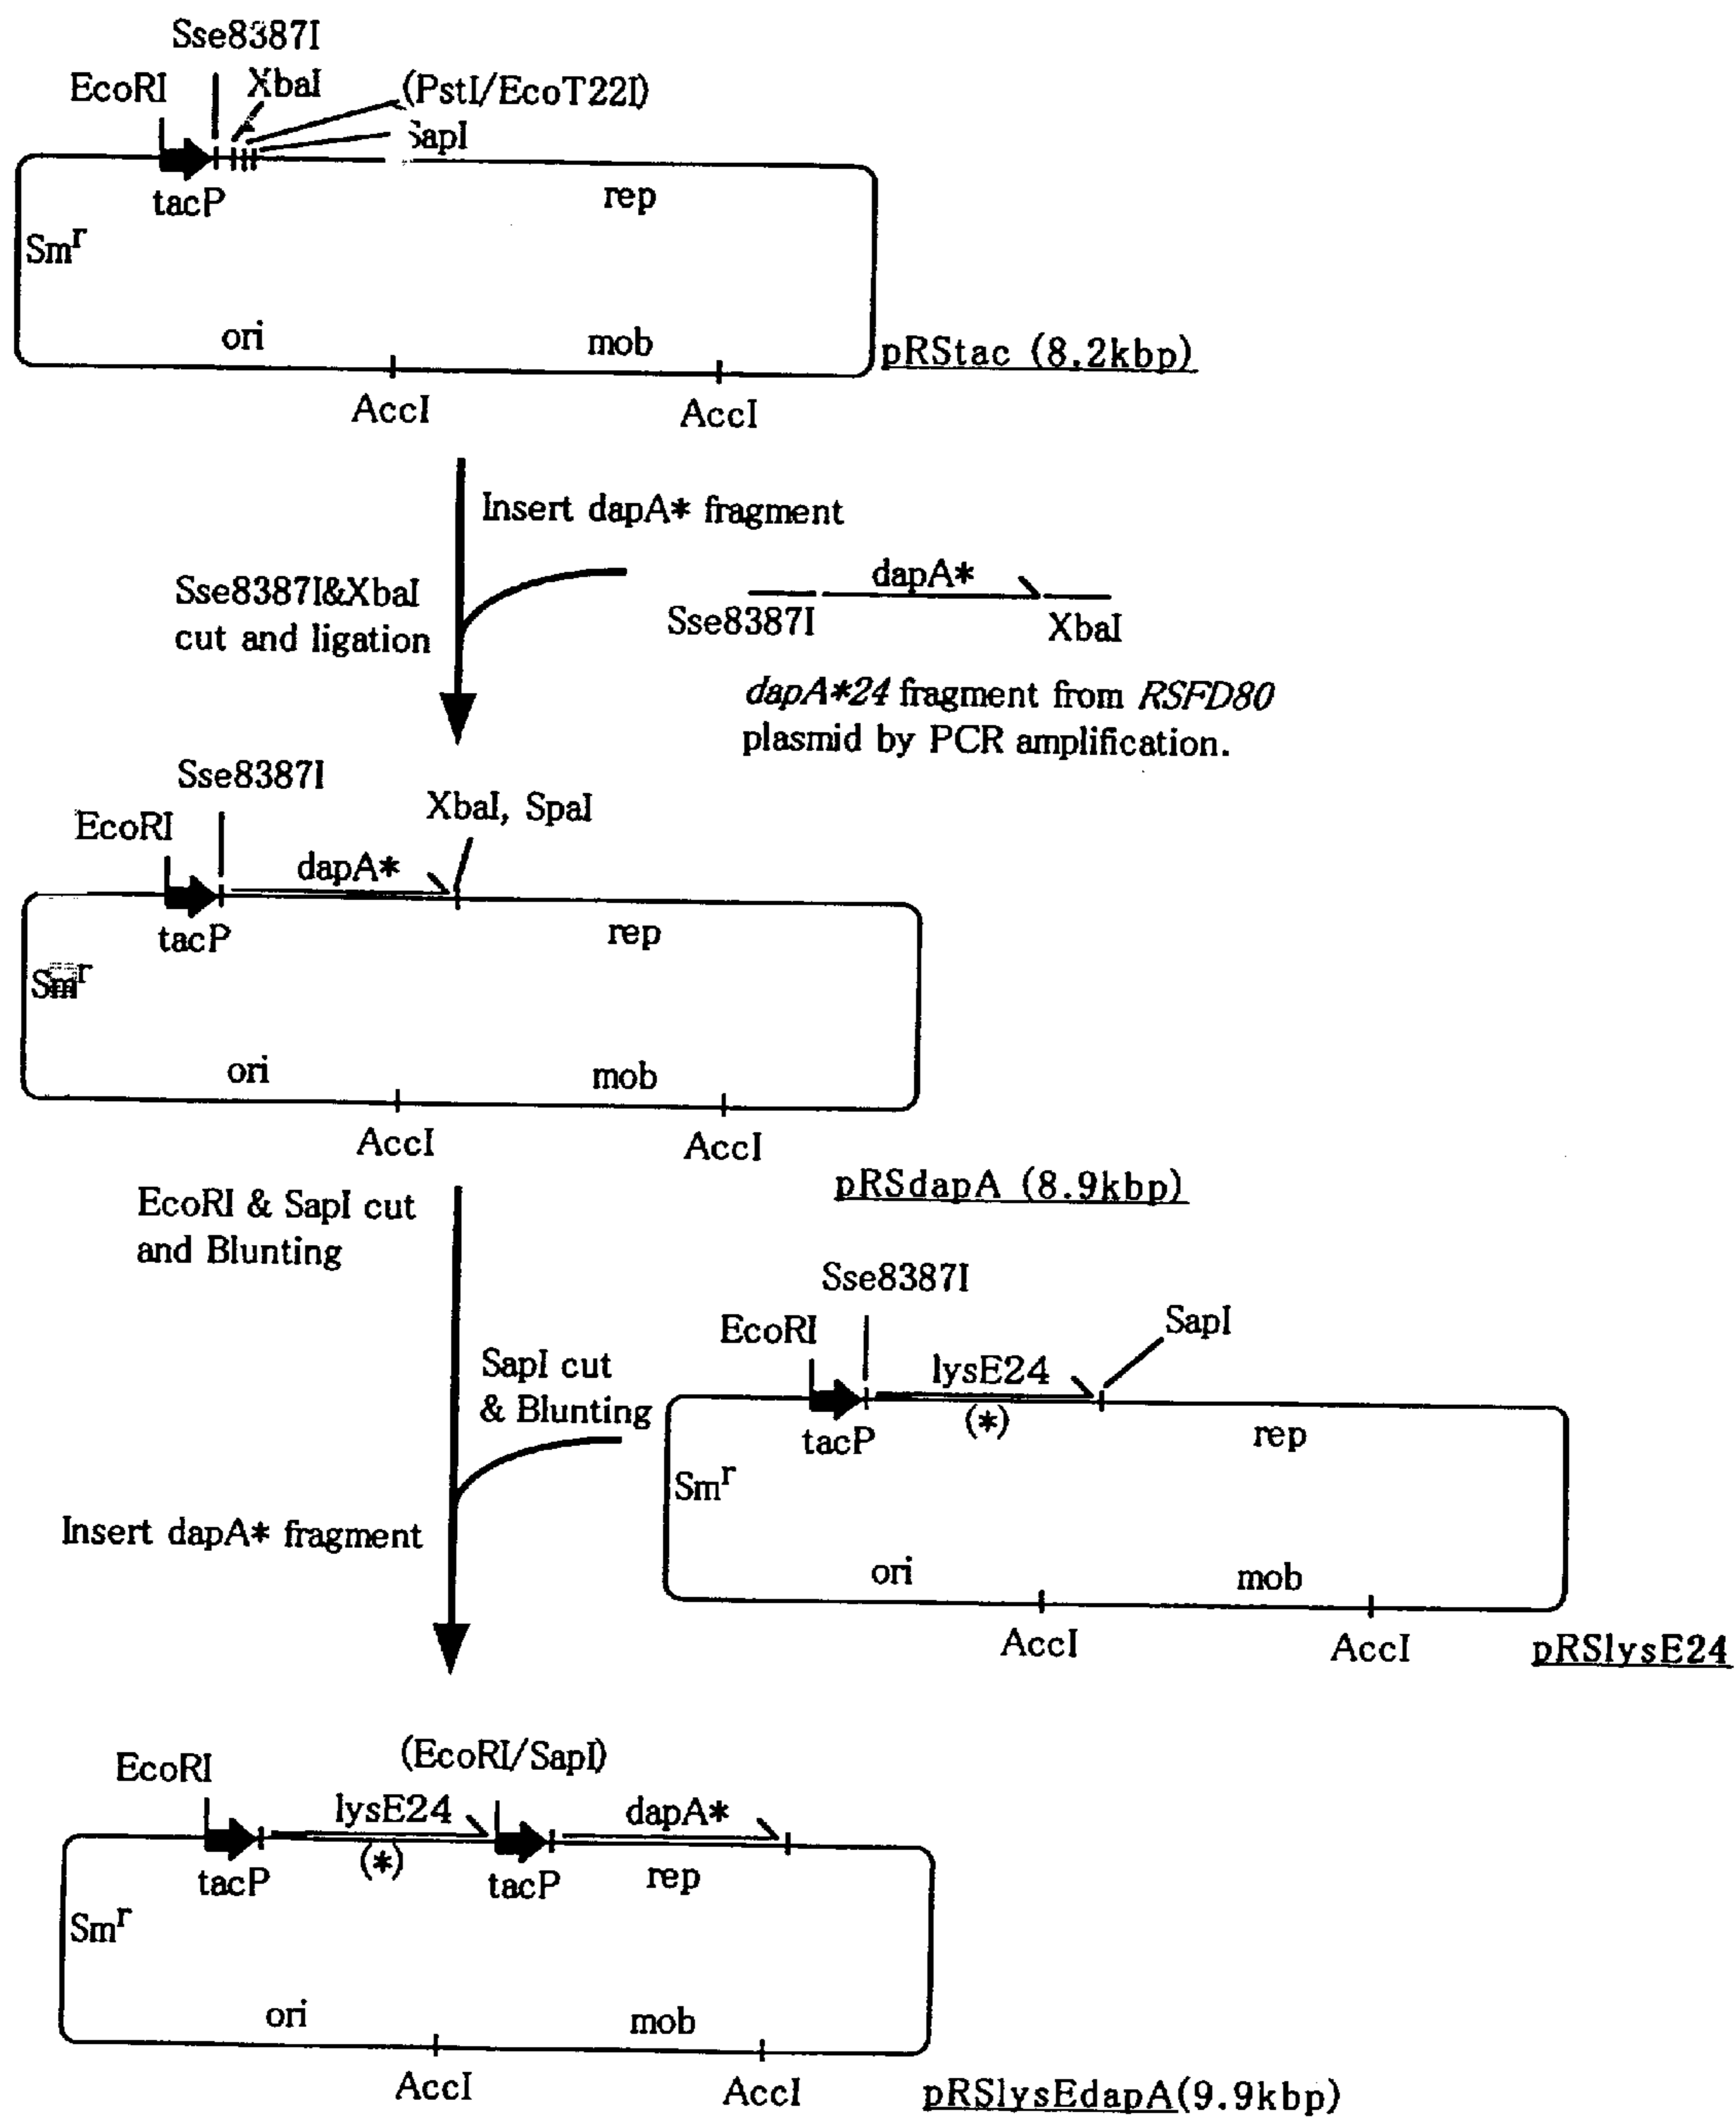 Sse8387I
EcoRI
XbaI
(PstI/EcoT22I)
SapI
tacP
rep
Smr
ori
mob
pRStac (8.2kbp)
AccI
AccI
Insert dapA* fragment
Sse8387I&XbaI
cut and ligation
dapA*
Sse8387I
XbaI
dapA*24 fragment from RSFD80
plasmid by PCR amplification.
Sse8387I
XbaI, SpaI
EcoRI
dapA*
tacP
rep
Smr
ori
mob
AccI
AccI
pRSdapA (8.9kbp)
EcoRI & SapI cut
and Blunting
Sse8387I
EcoRI
SapI
SapI cut
& Blunting
lysE24
(*)
tacP
rep
Smr
Insert dapA* fragment
ori
mob
AccI
AccI
pRSlysE24
(EcoRI/SapI)
EcoRI
lysE24
dapA*
(*)
tacP
tacP
rep
Smr
ori
mob
AccI
AccI
pRSlysEdapA(9.9kbp)